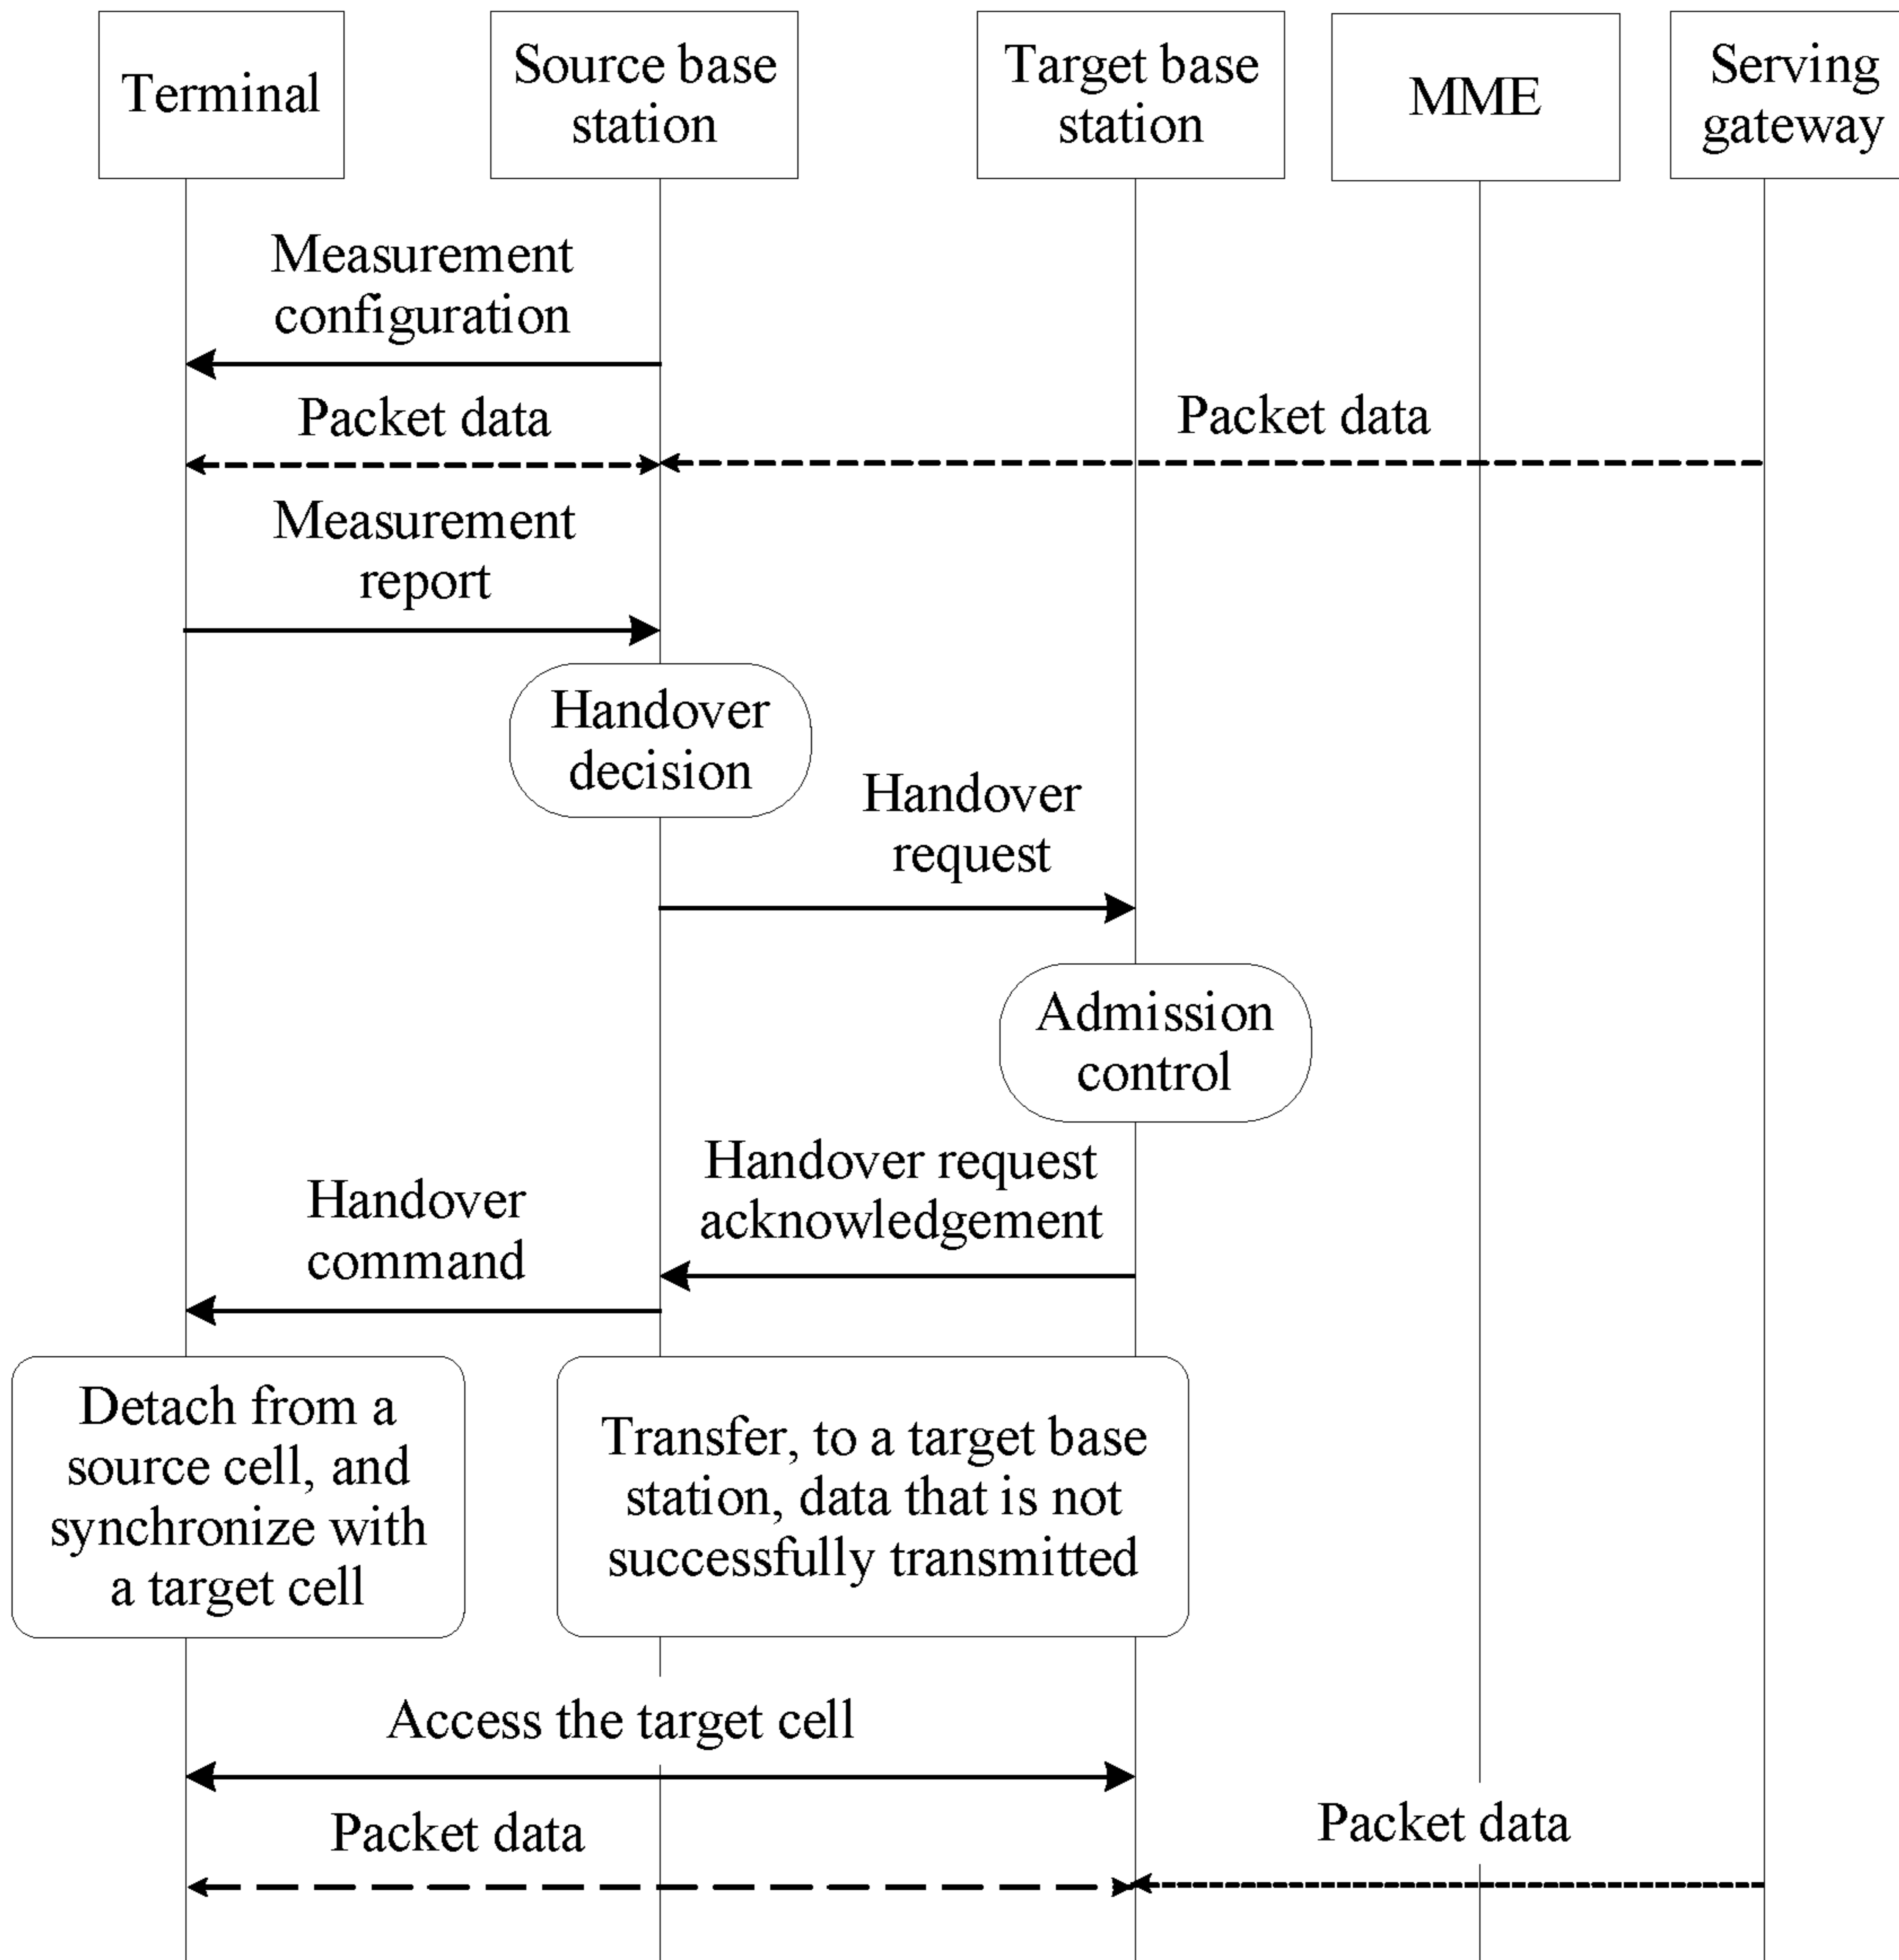 Terminal
Source base
station
Target base
station
MME
Serving
gateway
Measurement
configuration
Packet data
Packet data
Measurement
report
Handover
decision
Handover
request
Admission
control
Handover request
acknowledgement
Handover
command
Detach from a
source cell, and
synchronize with
a target cell
Transfer, to a target base
station, data that is not
successfully transmitted
Access the target cell
Packet data
Packet data